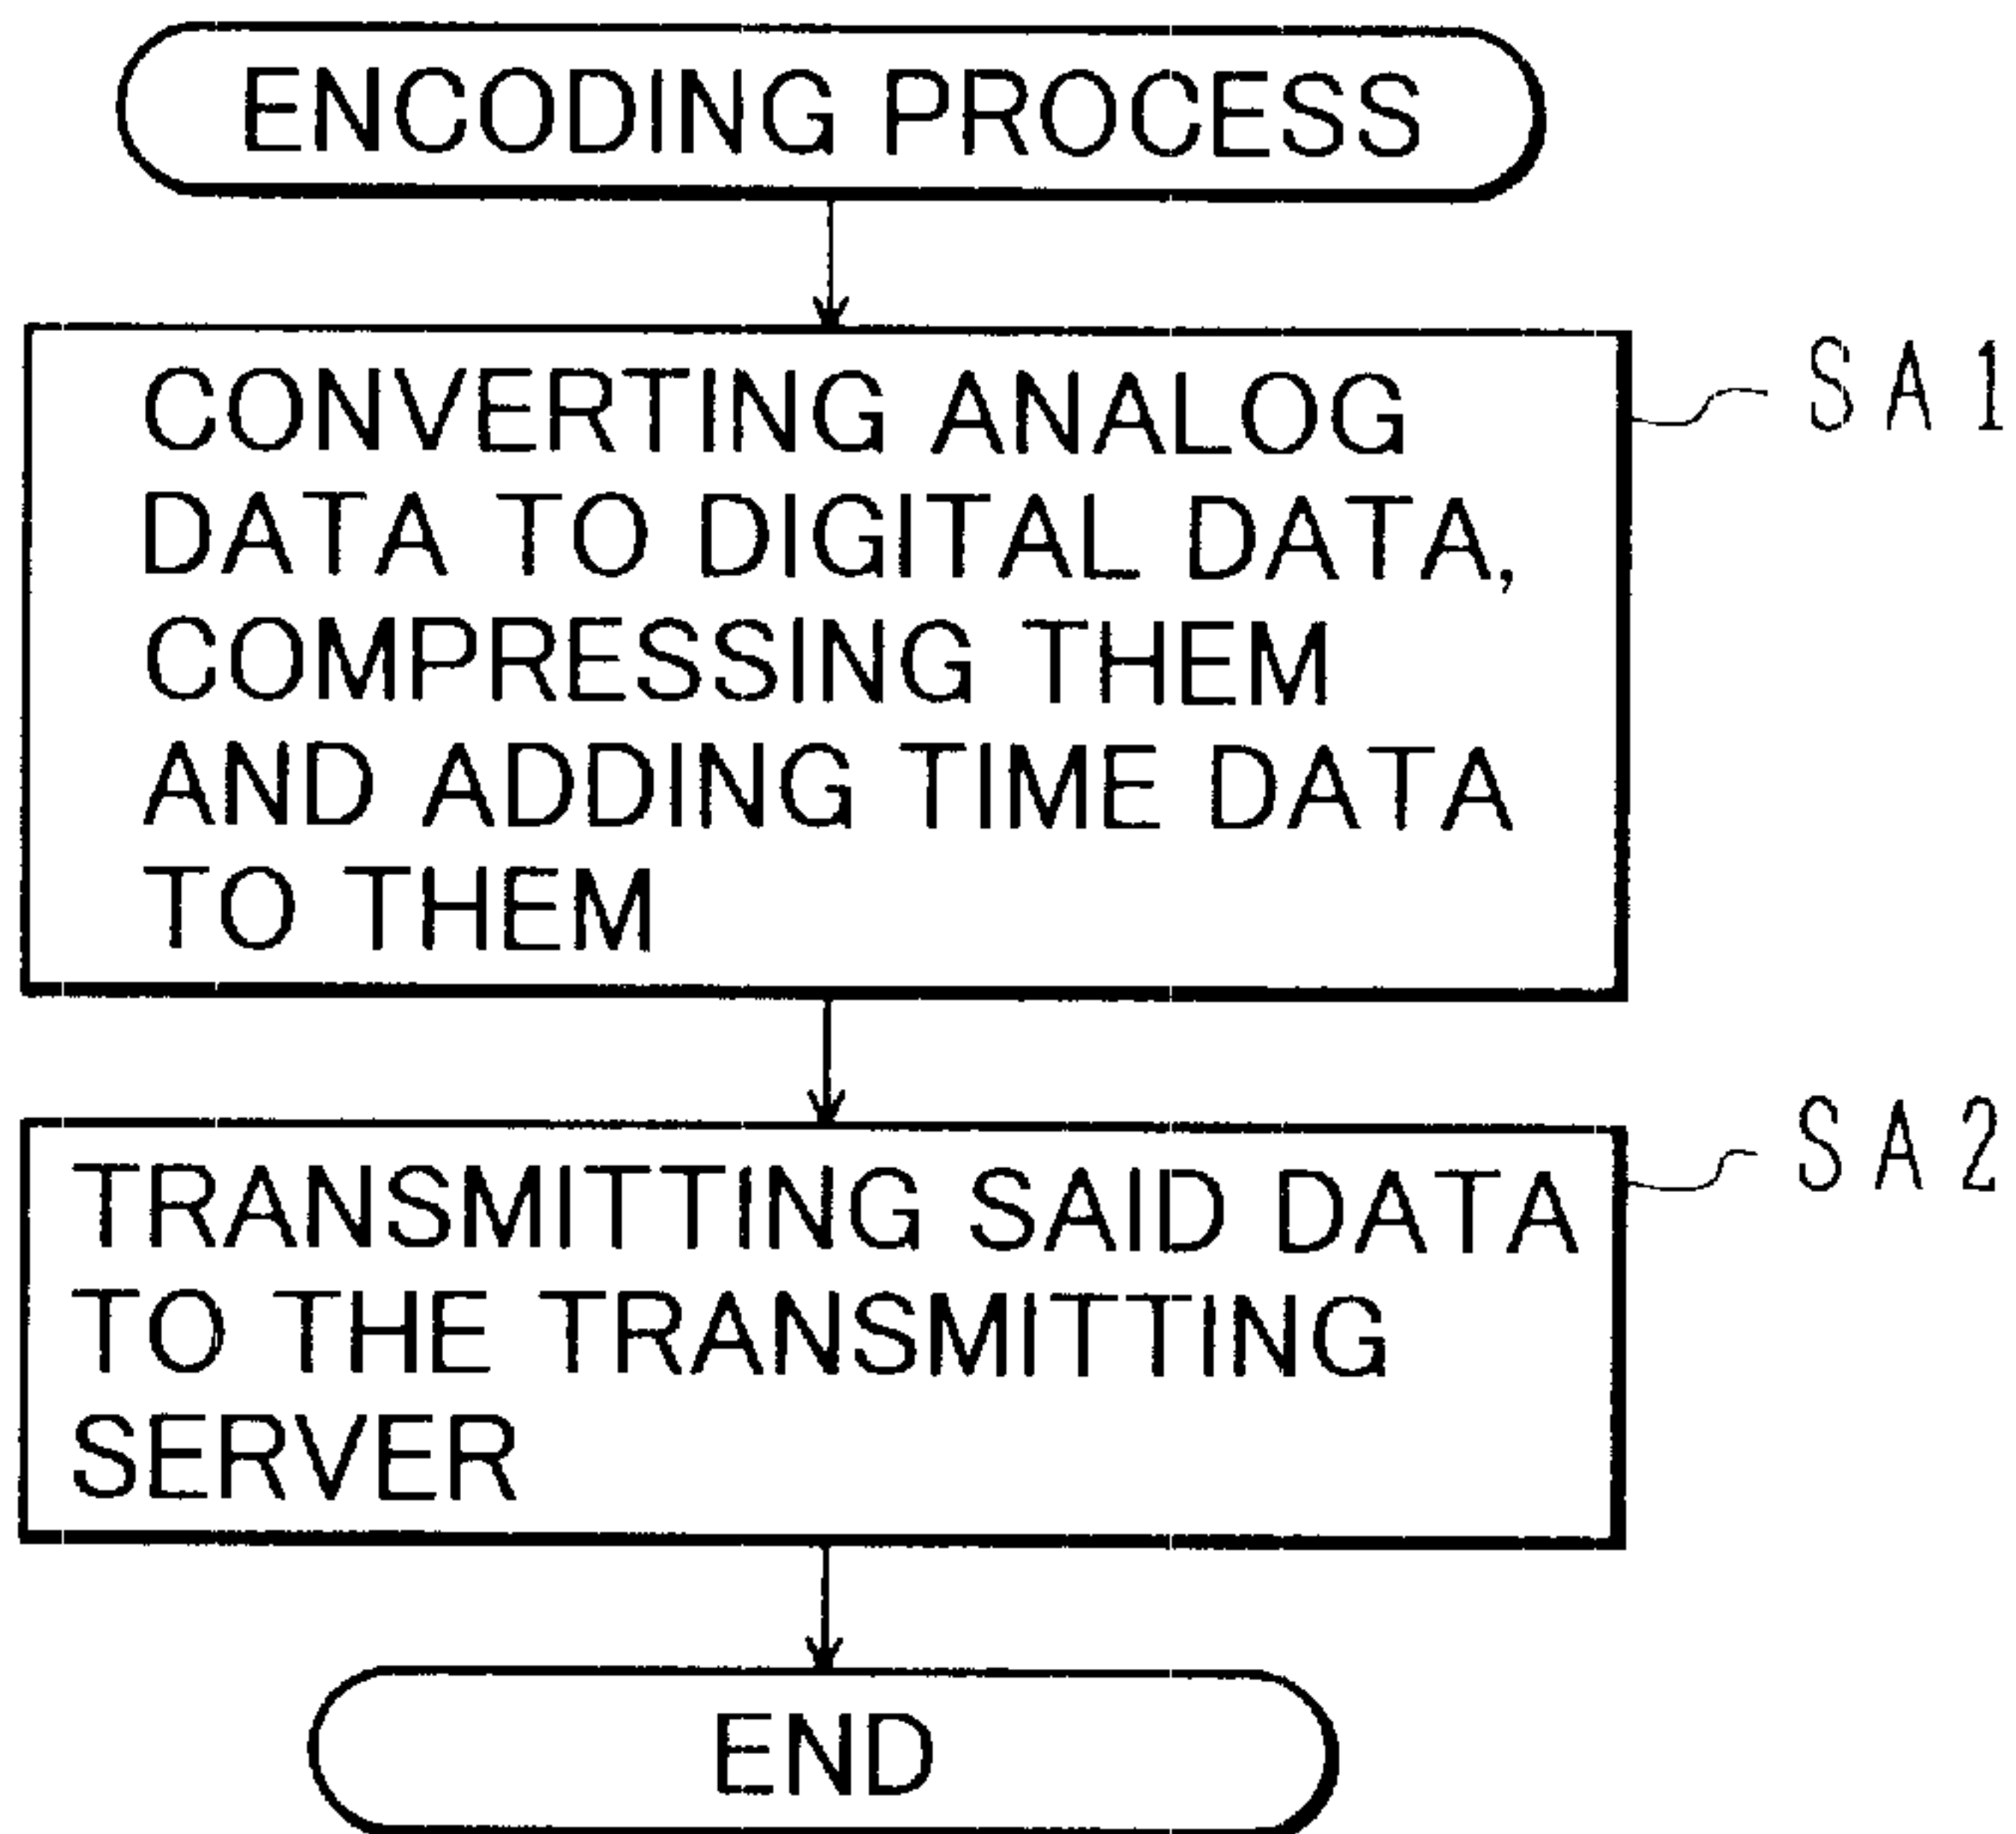 ENCODING PROCESS
CONVERTING ANALOG
DATA TO DIGITAL DATA,
COMPRESSING THEM
AND ADDING TIME DATA
TO THEM
SA1
TRANSMITTING SAID DATA
TO THE TRANSMITTING
SERVER
SA2
END